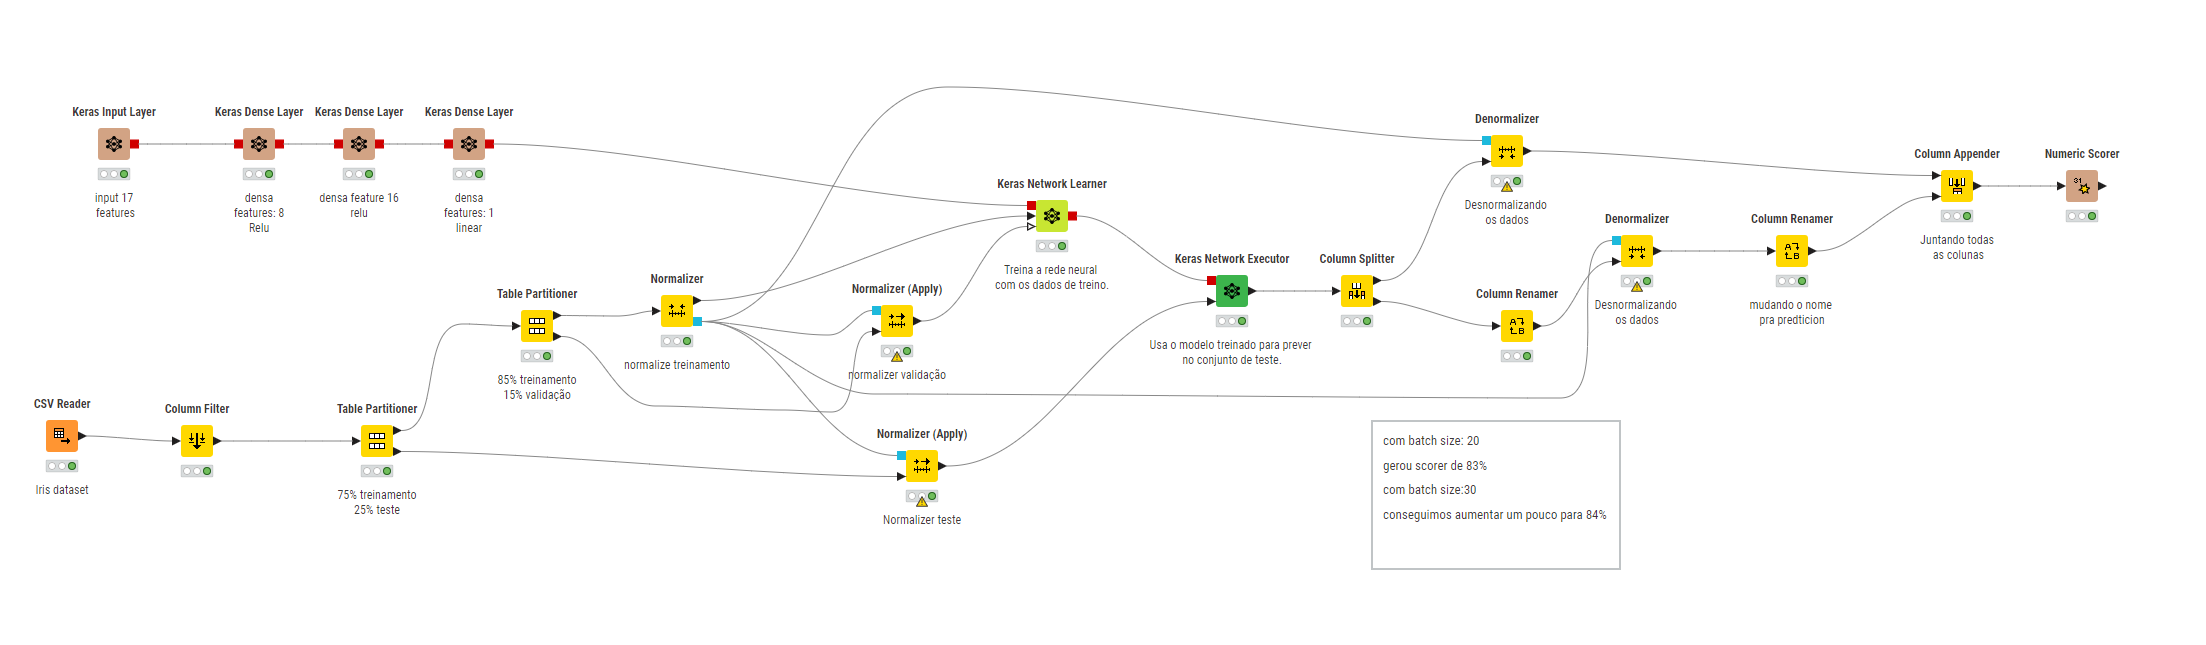 Keras Input Layer
input 17
features
Keras Dense Layer
densa
features: 8
Relu
Keras Dense Layer
densa feature 16
relu
Keras Dense Layer
densa
features: 1
linear
CSV Reader
Iris dataset
Column Filter
Table Partitioner
75% treinamento
25% teste
Table Partitioner
85% treinamento
15% validação
Normalizer
normalize treinamento
Normalizer (Apply)
normalizer validação
Normalizer (Apply)
Normalizer teste
Keras Network Learner
Treina a rede neural
com os dados de treino.
Keras Network Executor
Usa o modelo treinado para prever
no conjunto de teste.
Column Splitter
Denormalizer
Desnormalizando
os dados
Column Renamer
Denormalizer
Desnormalizando
os dados
Column Renamer
mudando o nome
pra predticion
Column Appender
Juntando todas
as colunas
Numeric Scorer
com batch size: 20
gerou scorer de 83%
com batch size:30
conseguimos aumentar um pouco para 84%